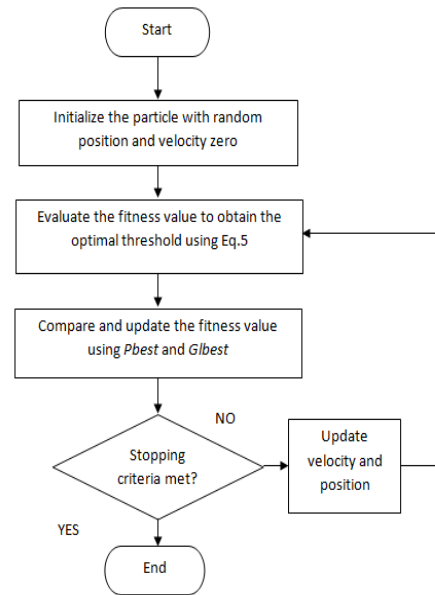 Start
Initialize the particle with random
position and velocity zero
Evaluate the fitness value to obtain the
optimal threshold using Eq.5
Compare and update the fitness value
using Pbest and Glbest
NO
Stopping
criteria met?
Update
velocity and
position
YES
End